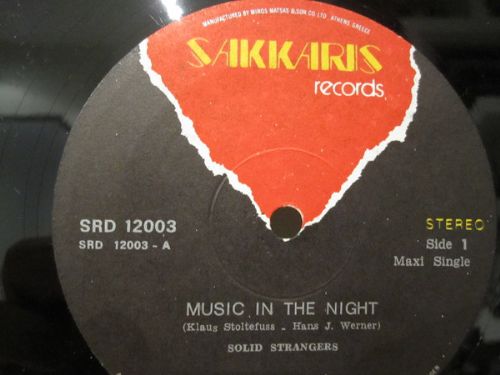 MANUFACTURED BY MINOS MATSAS & SON CO LTD., ATHENS, GREECE
SAKKARIS
records
SRD 12003
SRD 12003 - A
STEREO
Side 1
Maxi Single
MUSIC IN THE NIGHT
(Klaus Stoltefuss - Hans J. Werner)
SOLID STRANGERS